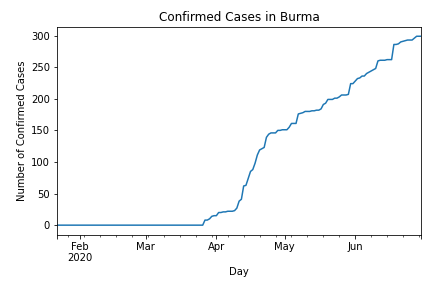 Confirmed Cases in Burma
300
250
200
150
100
50
0
Number of Confirmed Cases
Feb Mar Apr May Jun
2020
Day